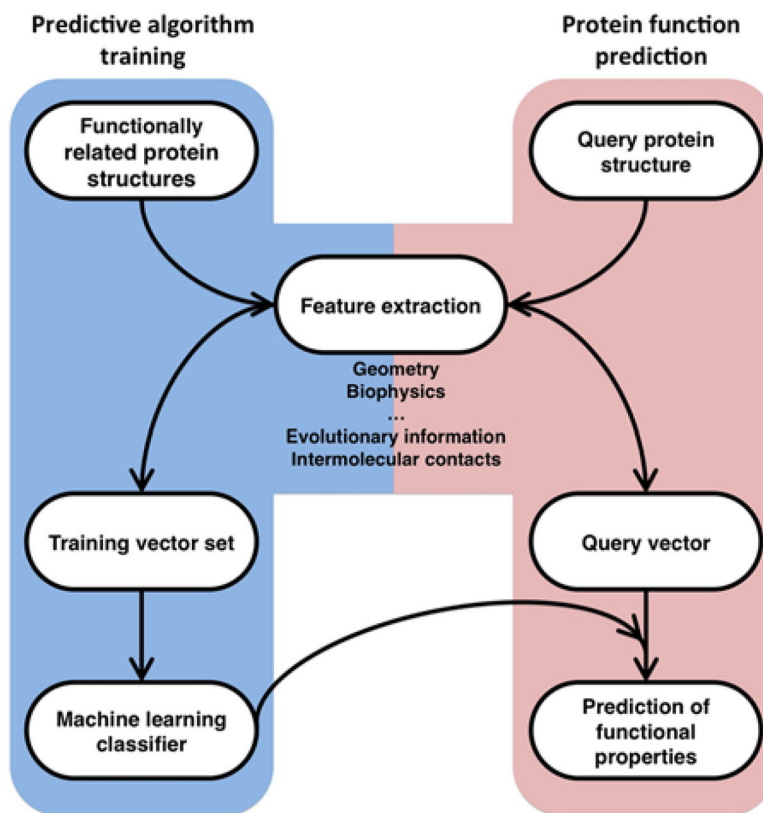 Predictive algorithm
training
Protein function
prediction
Functionally
related protein
structures
Query protein
structure
Feature extraction
Geometry
Biophysics
...
Evolutionary information
Intermolecular contacts
Training vector set
Query vector
Machine learning
classifier
Prediction of
functional
properties